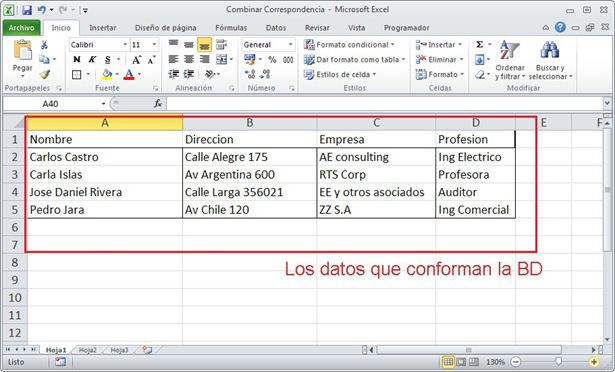 Combinar Correspondencia - Microsoft Excel
Archivo Inicio Insertar Diseño de página Fórmulas Datos Revisar Vista Programador
Calibri 11 General Formato condicional Insertar Σ
Pegar N K S A A % 000 Dar formato como tabla Eliminar Ordenar y filtrar Buscar y seleccionar
Estilos de celda Formato
Portapapeles Fuente Alineación Número Estilos Celdas Modificar
A40 fx
A B C D E F
1 Nombre Direccion Empresa Profesion
2 Carlos Castro Calle Alegre 175 AE consulting Ing Electrico
3 Carla Islas Av Argentina 600 RTS Corp Profesora
4 Jose Daniel Rivera Calle Larga 356021 EE y otros asociados Auditor
5 Pedro Jara Av Chile 120 ZZ S.A Ing Comercial
6
7
8 Los datos que conforman la BD
9
10
11
12
Hoja1 Hoja2 Hoja3
Listo 130%